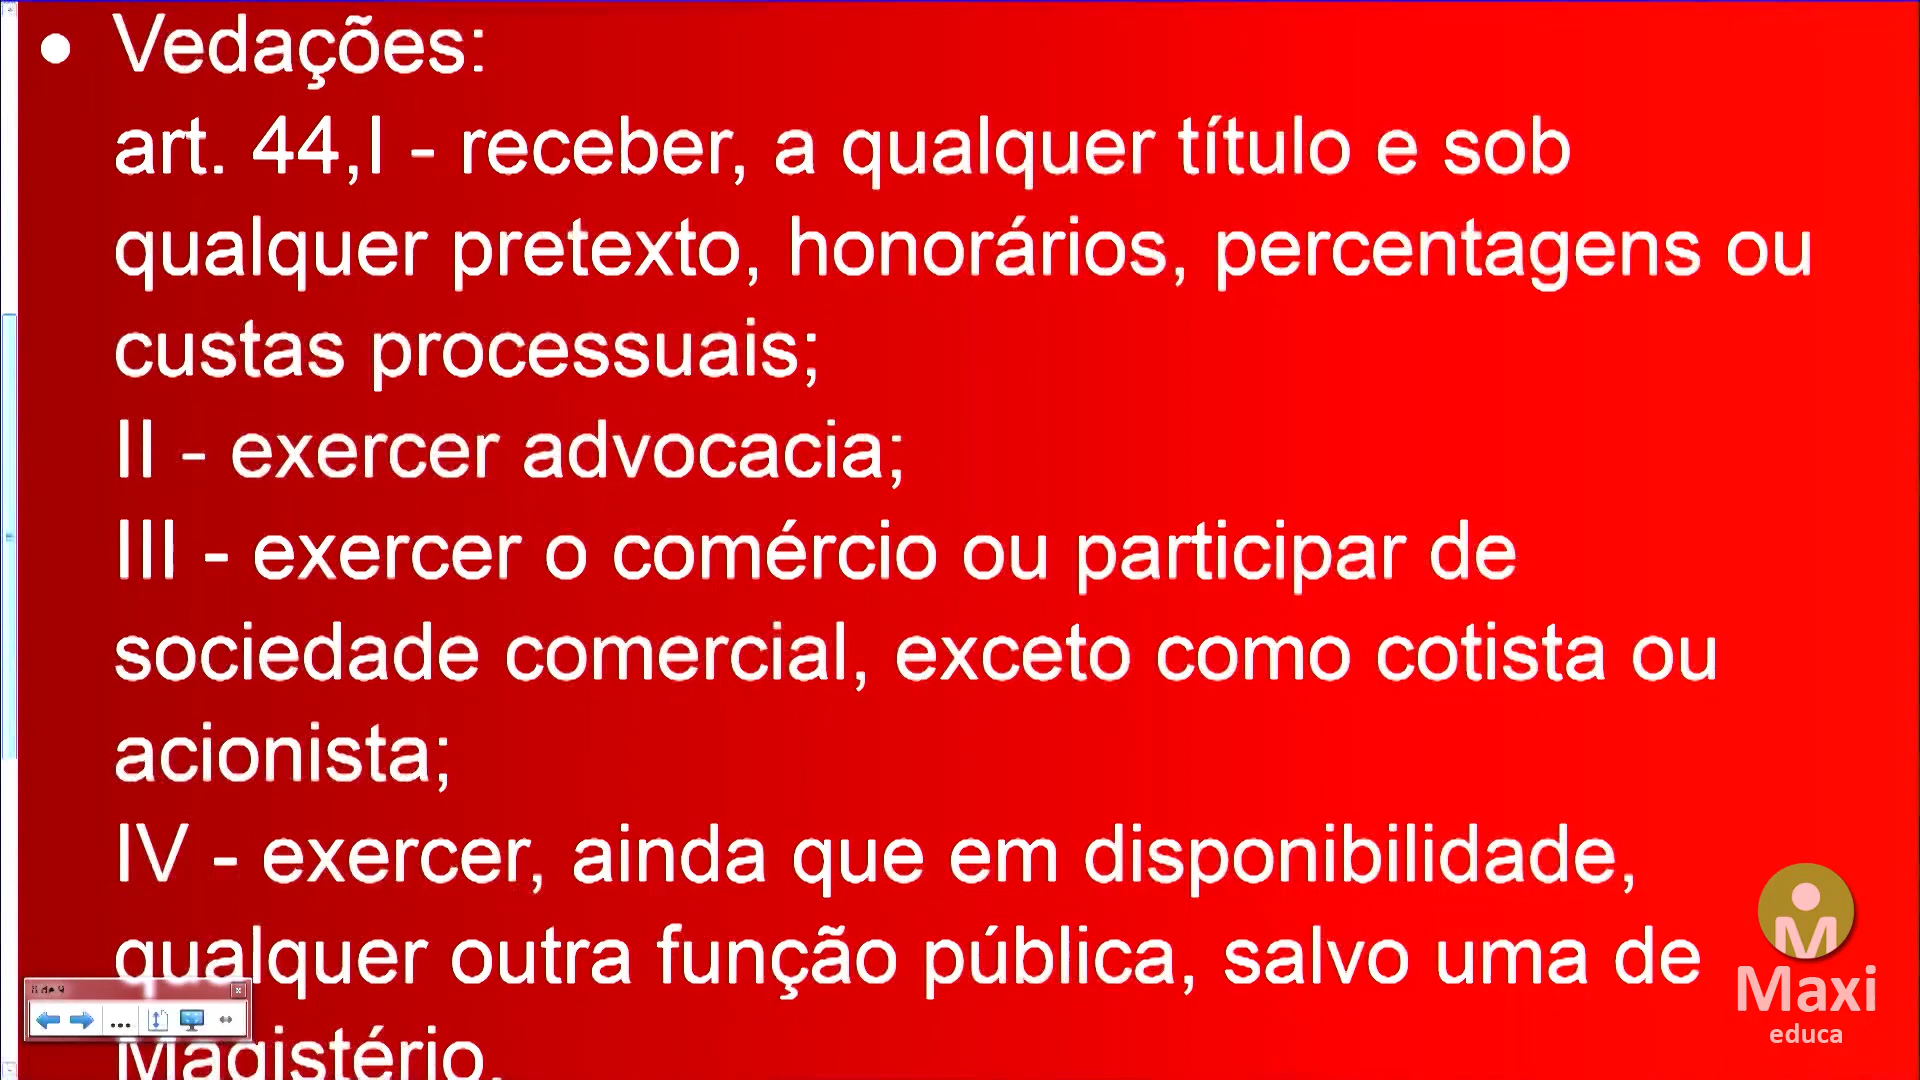 • Vedações:
art. 44,I - receber, a qualquer título e sob
qualquer pretexto, honorários, percentagens ou
custas processuais;
II - exercer advocacia;
III - exercer o comércio ou participar de
sociedade comercial, exceto como cotista ou
acionista;
IV - exercer, ainda que em disponibilidade,
qualquer outra função pública, salvo uma de
Magistério.
M
Maxi
educa